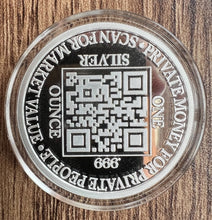 PRIVATE MONEY FOR PRIVATE PEOPLE • SCAN FOR MARKET VALUE •
ONE
OUNCE
.999
SILVER